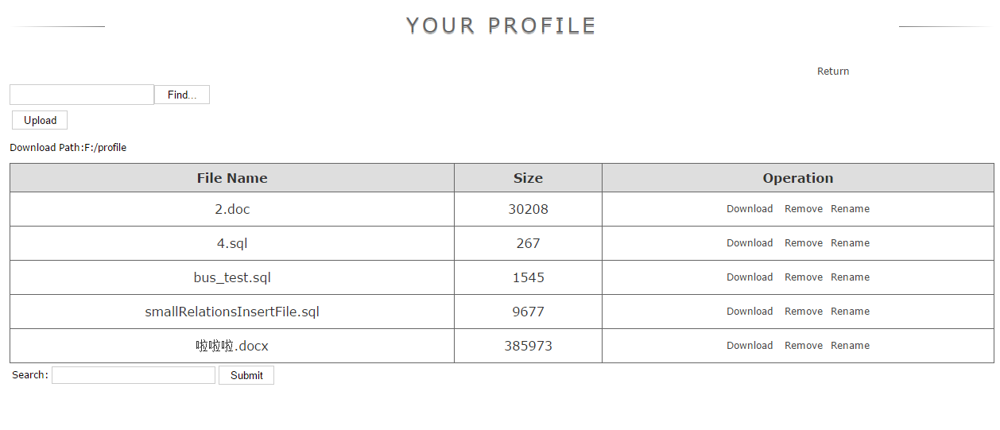 YOUR PROFILE
Return
Find...
Upload
Download Path:F:/profile
File Name Size Operation
2.doc 30208 Download Remove Rename
4.sql 267 Download Remove Rename
bus_test.sql 1545 Download Remove Rename
smallRelationsInsertFile.sql 9677 Download Remove Rename
啦啦啦.docx 385973 Download Remove Rename
Search: Submit